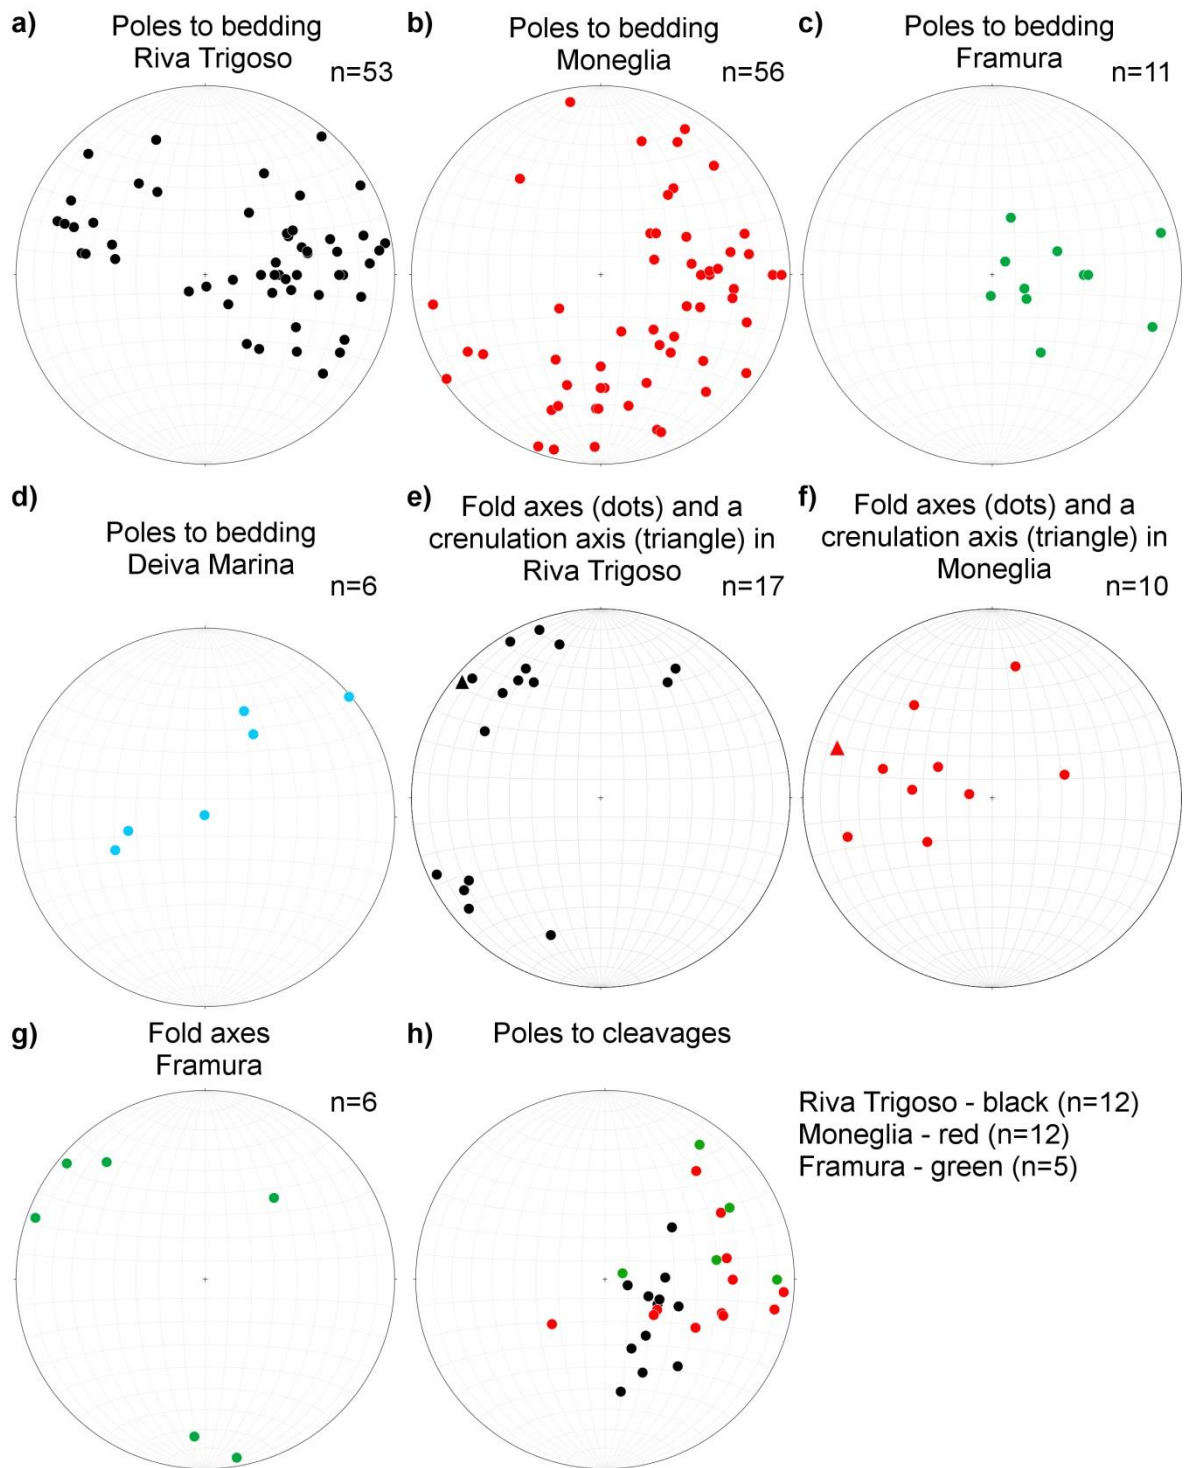 a)
Poles to bedding
Riva Trigoso
n=53
b)
Poles to bedding
Moneglia
n=56
c)
Poles to bedding
Framura
n=11
d)
Poles to bedding
Deiva Marina
n=6
e)
Fold axes (dots) and a
crenulation axis (triangle) in
Riva Trigoso
n=17
f)
Fold axes (dots) and a
crenulation axis (triangle) in
Moneglia
n=10
g)
Fold axes
Framura
n=6
h)
Poles to cleavages
Riva Trigoso - black (n=12)
Moneglia - red (n=12)
Framura - green (n=5)